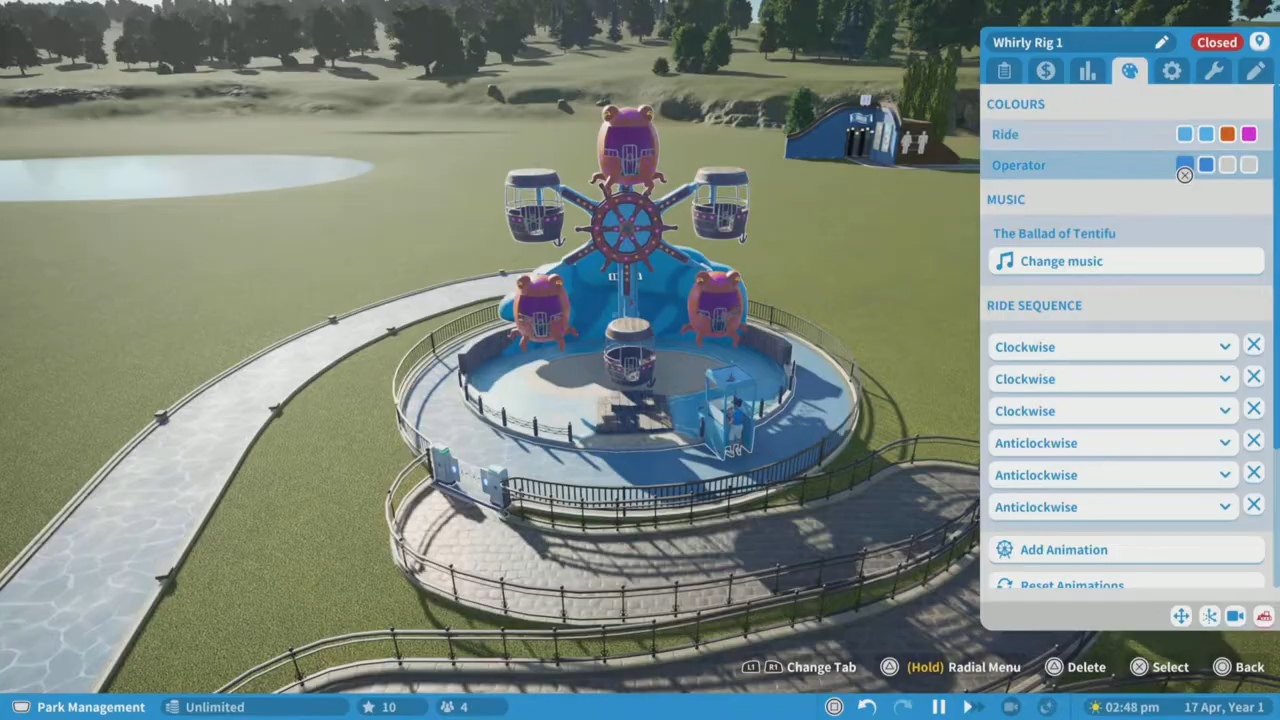 Whirly Rig 1
Closed
COLOURS
Ride
Operator
MUSIC
The Ballad of Tentifu
Change music
RIDE SEQUENCE
Clockwise
Clockwise
Clockwise
Anticlockwise
Anticlockwise
Anticlockwise
Add Animation
Reset Animations
L1 R1 Change Tab
(Hold) Radial Menu
Delete
Select
Back
Park Management
Unlimited
10
4
02:48 pm
17 Apr, Year 1